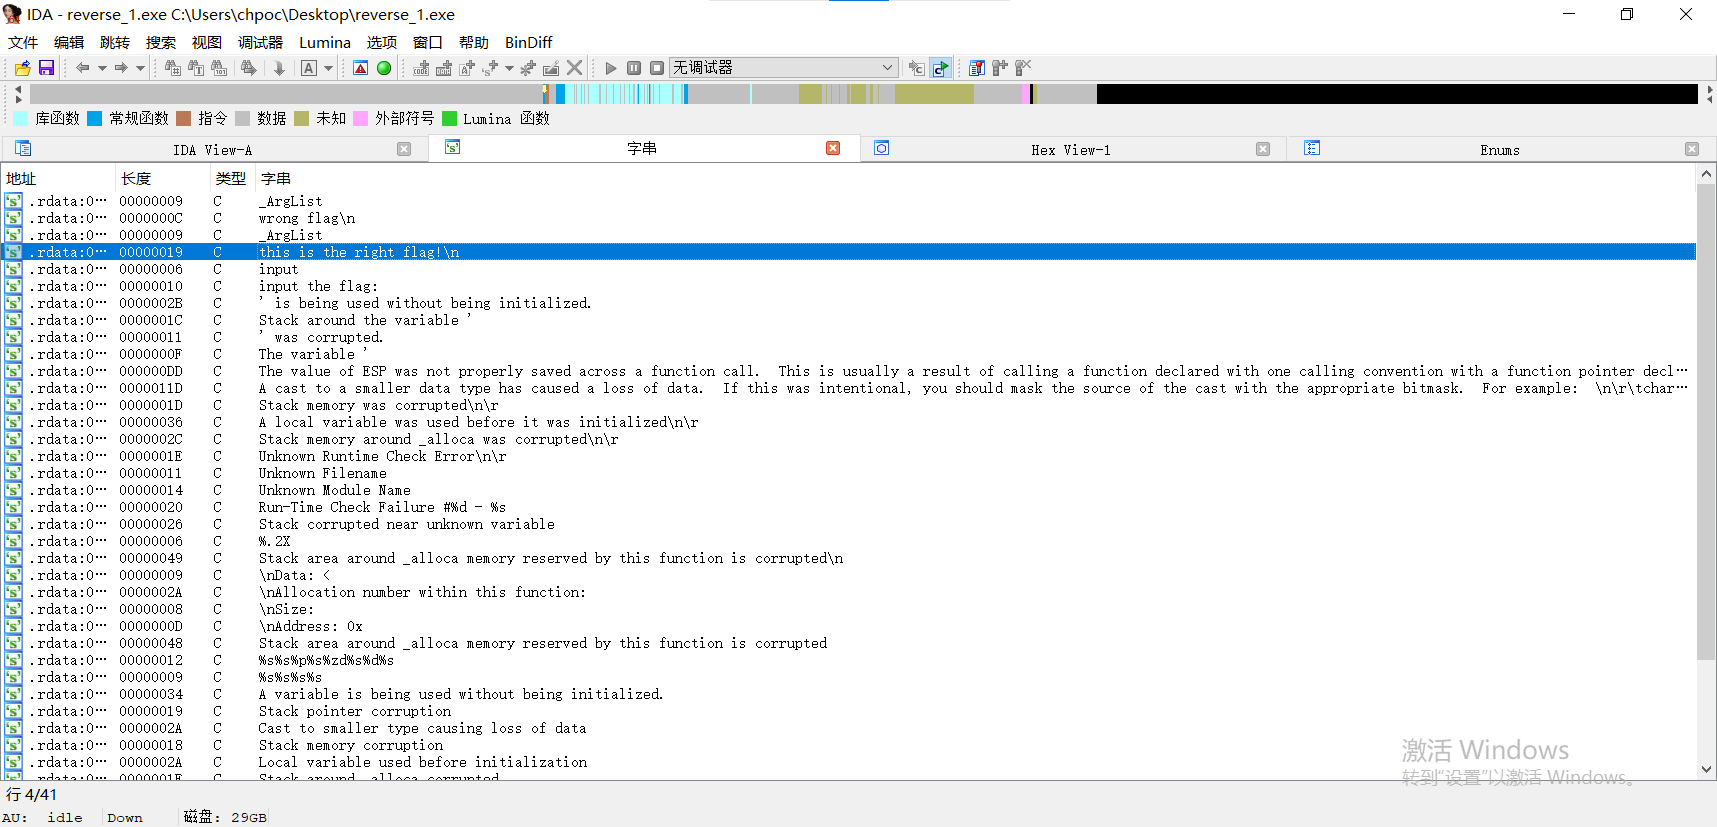 IDA - reverse_1.exe C:\Users\chpoc\Desktop\reverse_1.exe
文件 编辑 跳转 搜索 视图 调试器 Lumina 选项 窗口 帮助 BinDiff
无调试器
库函数 常规函数 指令 数据 未知 外部符号 Lumina 函数
IDA View-A 字串 Hex View-1 Enums
地址 长度 类型 字串
.rdata:0… 00000009 C _ArgList
.rdata:0… 0000000C C wrong flag\n
.rdata:0… 00000009 C _ArgList
.rdata:0… 00000019 C this is the right flag!\n
.rdata:0… 00000006 C input
.rdata:0… 00000010 C input the flag:
.rdata:0… 0000002B C ' is being used without being initialized.
.rdata:0… 0000001C C Stack around the variable '
.rdata:0… 00000011 C ' was corrupted.
.rdata:0… 0000000F C The variable '
.rdata:0… 000000DD C The value of ESP was not properly saved across a function call.  This is usually a result of calling a function declared with one calling convention with a function pointer decl…
.rdata:0… 0000011D C A cast to a smaller data type has caused a loss of data.  If this was intentional, you should mask the source of the cast with the appropriate bitmask.  For example:  \n\r\tchar…
.rdata:0… 0000001D C Stack memory was corrupted\n\r
.rdata:0… 00000036 C A local variable was used before it was initialized\n\r
.rdata:0… 0000002C C Stack memory around _alloca was corrupted\n\r
.rdata:0… 0000001E C Unknown Runtime Check Error\n\r
.rdata:0… 00000011 C Unknown Filename
.rdata:0… 00000014 C Unknown Module Name
.rdata:0… 00000020 C Run-Time Check Failure #%d - %s
.rdata:0… 00000026 C Stack corrupted near unknown variable
.rdata:0… 00000006 C %.2X
.rdata:0… 00000049 C Stack area around _alloca memory reserved by this function is corrupted\n
.rdata:0… 00000009 C \nData: <
.rdata:0… 0000002A C \nAllocation number within this function:
.rdata:0… 00000008 C \nSize:
.rdata:0… 0000000D C \nAddress: 0x
.rdata:0… 00000048 C Stack area around _alloca memory reserved by this function is corrupted
.rdata:0… 00000012 C %s%s%p%s%zd%s%d%s
.rdata:0… 00000009 C %s%s%s%s
.rdata:0… 00000034 C A variable is being used without being initialized.
.rdata:0… 00000019 C Stack pointer corruption
.rdata:0… 0000002A C Cast to smaller type causing loss of data
.rdata:0… 00000018 C Stack memory corruption
.rdata:0… 0000002A C Local variable used before initialization
.rdata:0… 0000001F C Stack around _alloca corrupted
激活 Windows
转到“设置”以激活 Windows。
行 4/41
AU: idle Down 磁盘: 29GB